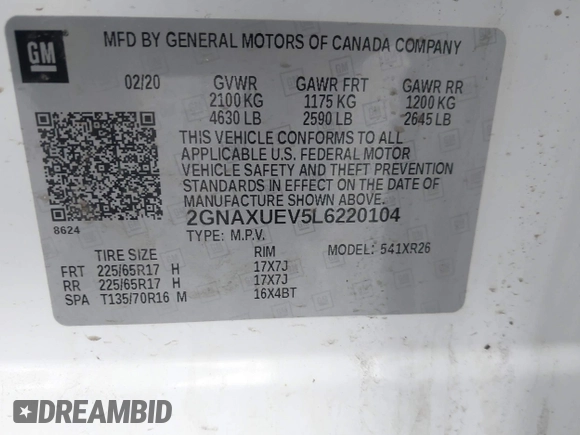 GM
MFD BY GENERAL MOTORS OF CANADA COMPANY
02/20 GVWR GAWR FRT GAWR RR
2100 KG 1175 KG 1200 KG
4630 LB 2590 LB 2645 LB
THIS VEHICLE CONFORMS TO ALL
APPLICABLE U.S. FEDERAL MOTOR
VEHICLE SAFETY AND THEFT PREVENTION
STANDARDS IN EFFECT ON THE DATE OF
MANUFACTURE SHOWN ABOVE.
2GNAXUEV5L6220104
8624 TYPE: M.P.V. MODEL: 541XR26
TIRE SIZE RIM
FRT 225/65R17 H 17X7J
RR 225/65R17 H 17X7J
SPA T135/70R16 M 16X4BT
DREAMBID